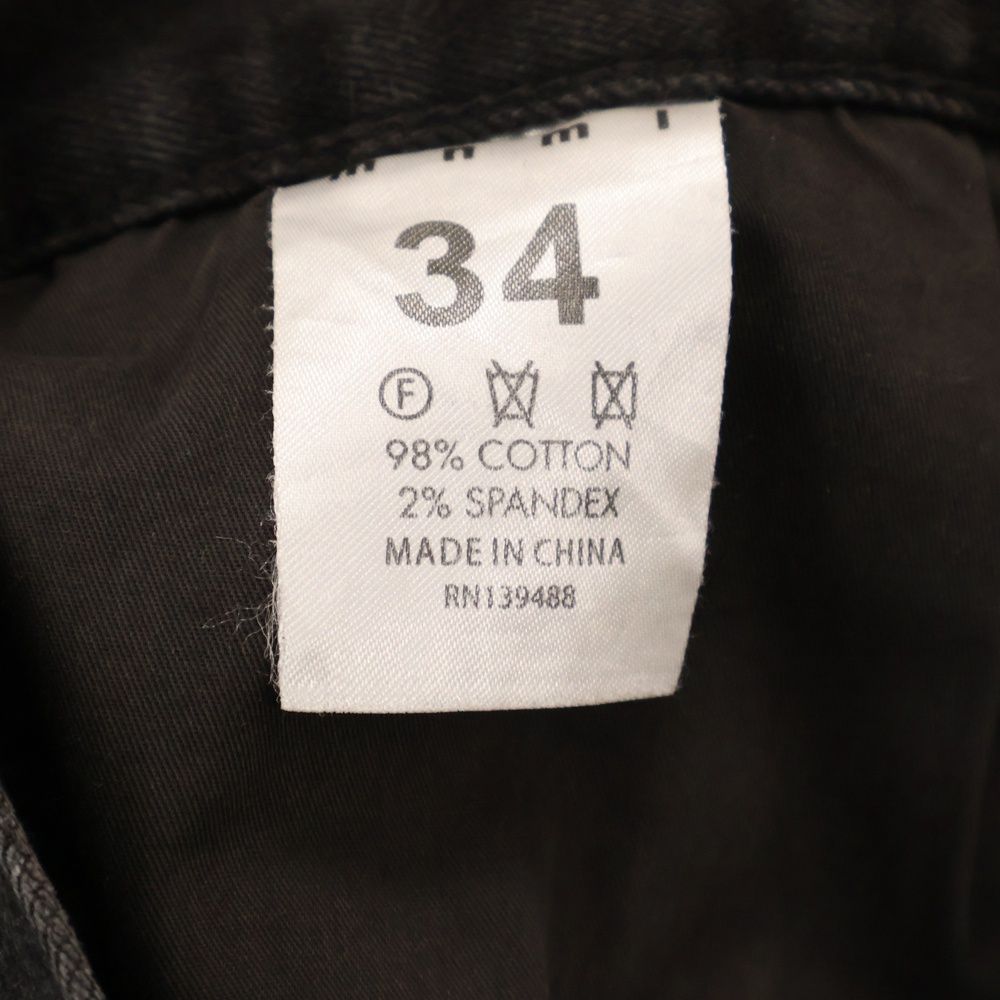 34
F
98% COTTON
2% SPANDEX
MADE IN CHINA
RN139488